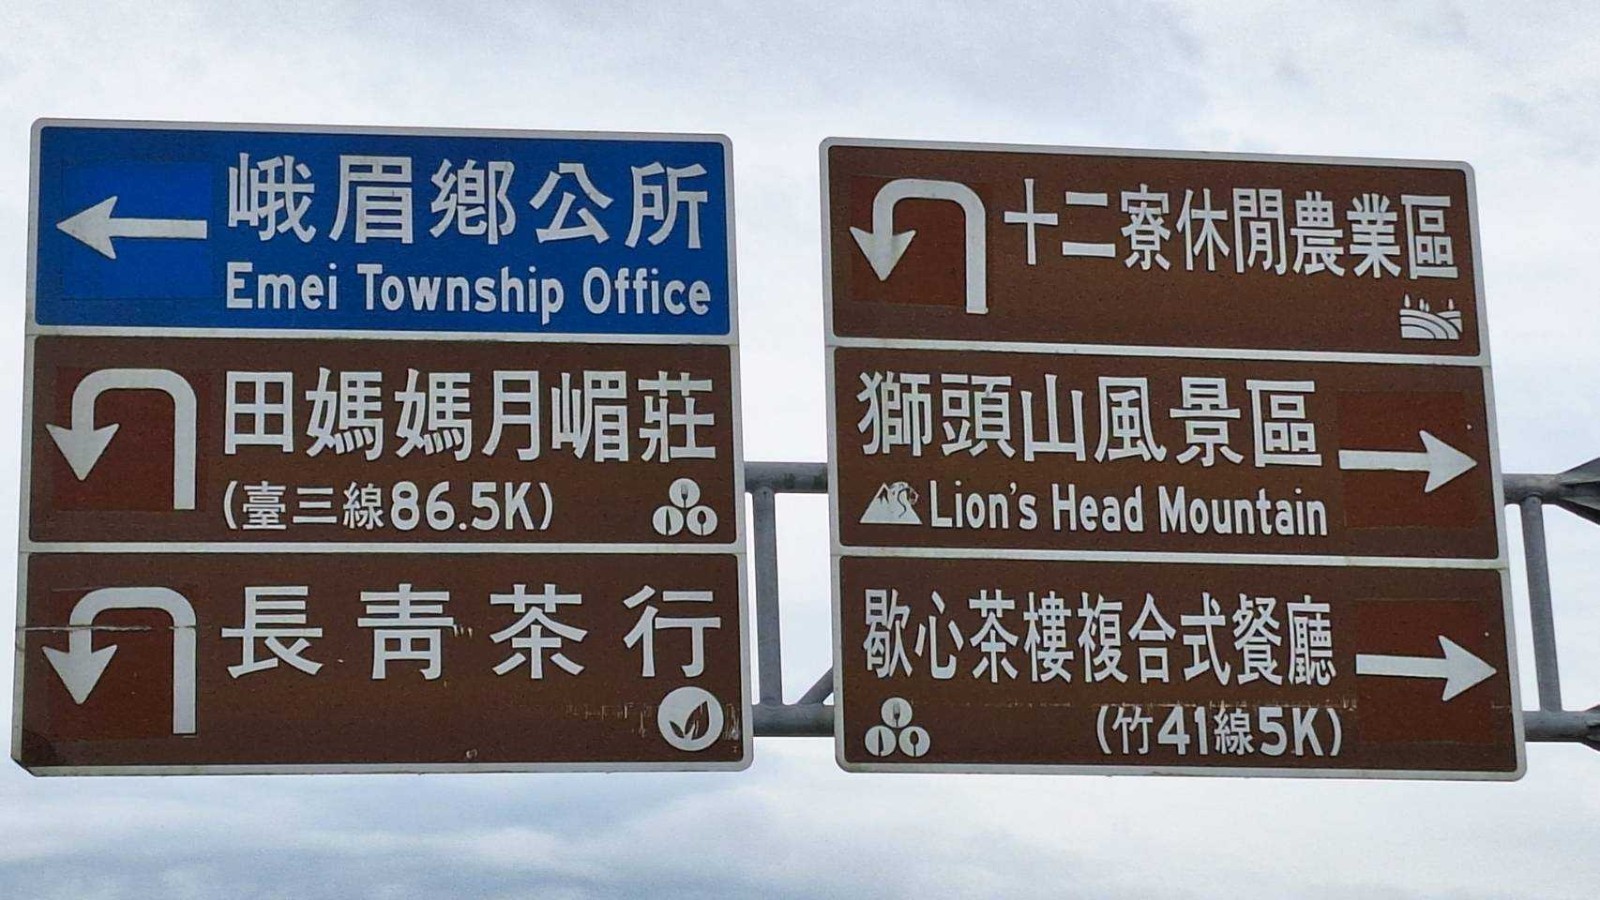 峨眉鄉公所
Emei Township Office
田媽媽月嵋莊
(臺三線86.5K)
長青茶行
十二寮休閒農業區
獅頭山風景區
Lion's Head Mountain
歇心茶樓複合式餐廳
(竹41線5K)